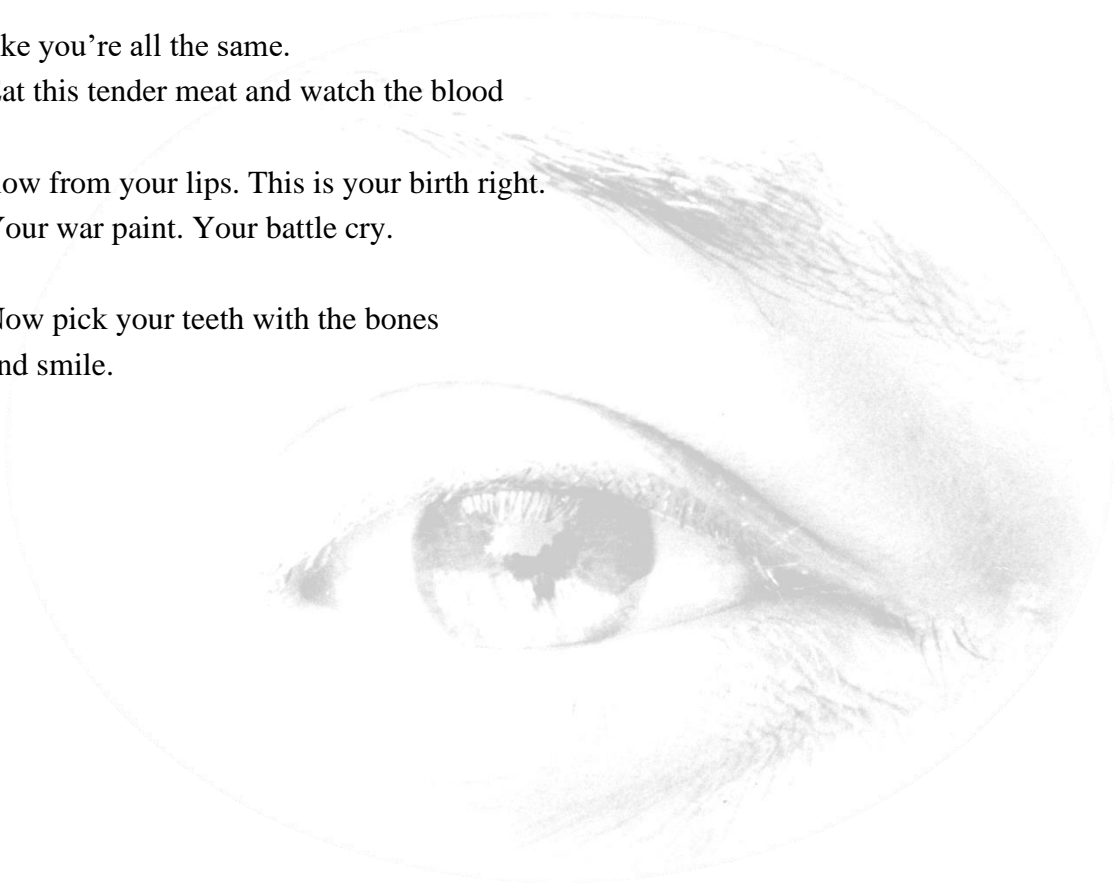 ke you’re all the same.
at this tender meat and watch the blood
low from your lips. This is your birth right.
Your war paint. Your battle cry.
Now pick your teeth with the bones
nd smile.